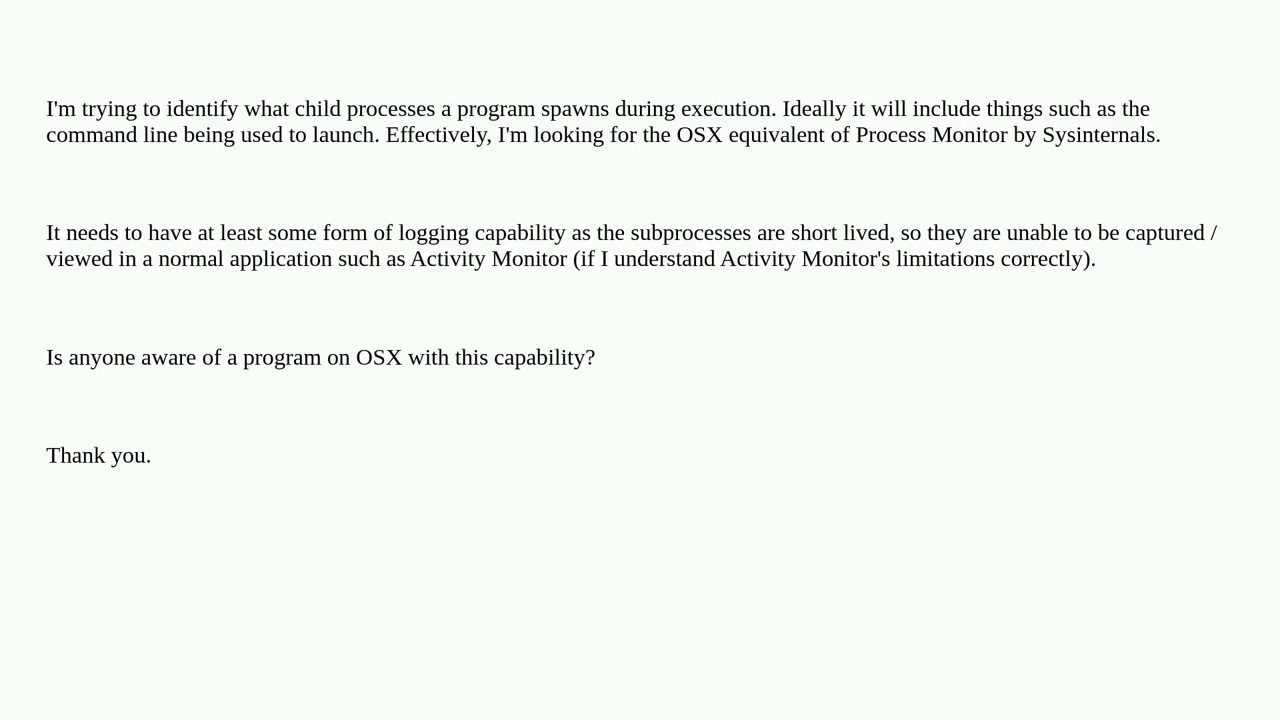 I'm trying to identify what child processes a program spawns during execution. Ideally it will include things such as the
command line being used to launch. Effectively, I'm looking for the OSX equivalent of Process Monitor by Sysinternals.
It needs to have at least some form of logging capability as the subprocesses are short lived, so they are unable to be captured /
viewed in a normal application such as Activity Monitor (if I understand Activity Monitor's limitations correctly).
Is anyone aware of a program on OSX with this capability?
Thank you.